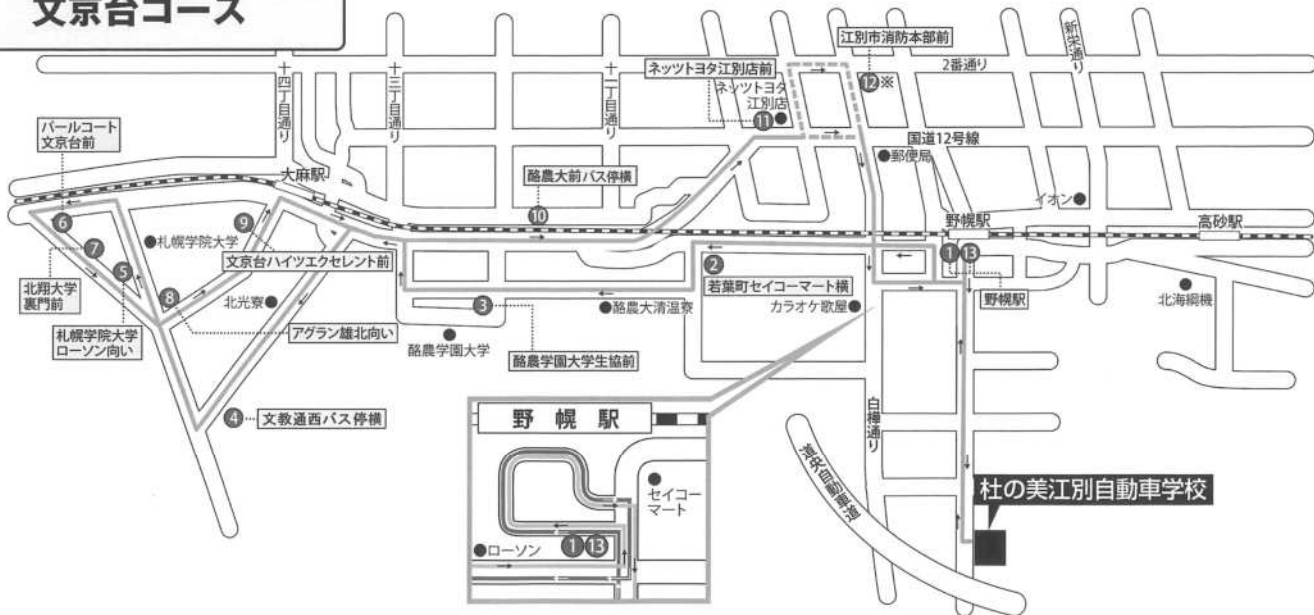 文京台コース
江別市消防本部前
新栄通り
十四丁目通り
十三丁目通り
十一丁目通り
ネッツトヨタ江別店前
2番通り
⑫※
ネッツトヨタ
江別店
⑪
パールコート
文京台前
国道12号線
郵便局
大麻駅
酪農大前バス停横
イオン
⑥
⑨
⑩
野幌駅
高砂駅
⑦
札幌学院大学
⑤
文京台ハイツエクセレント前
②
①⑬
北翔大学
裏門前
若葉町セイコーマート横
野幌駅
北海鋼機
⑧
北光寮
③
酪農大清温寮
カラオケ歌屋
札幌学院大学
ローソン向い
アグラン雄北向い
酪農学園大学
酪農学園大学生協前
④
文教通西バス停横
白樺通り
野幌駅
道央自動車道
セイコー
マート
杜の美江別自動車学校
ローソン
①⑬